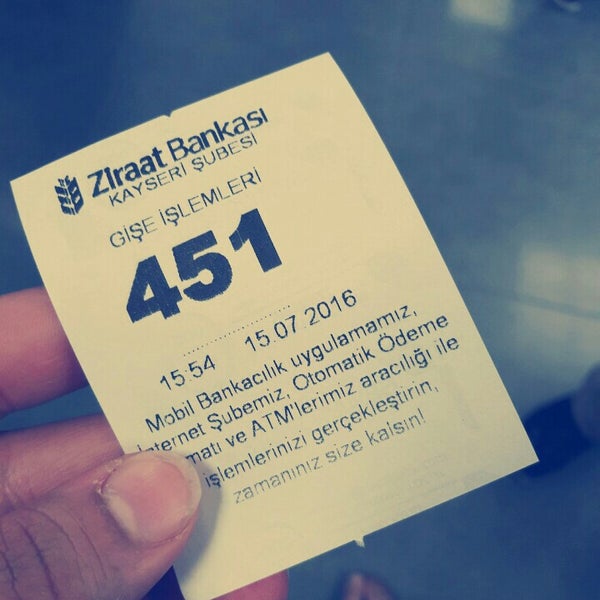 Ziraat Bankası
KAYSERİ ŞUBESİ
GİŞE İŞLEMLERİ
451
15:54 15.07.2016
Mobil Bankacılık uygulamamız,
İnternet Şubemiz, Otomatik Ödeme
matı ve ATM'lerimiz aracılığı ile
işlemlerinizi gerçekleştirin,
zamanınız size kalsın!